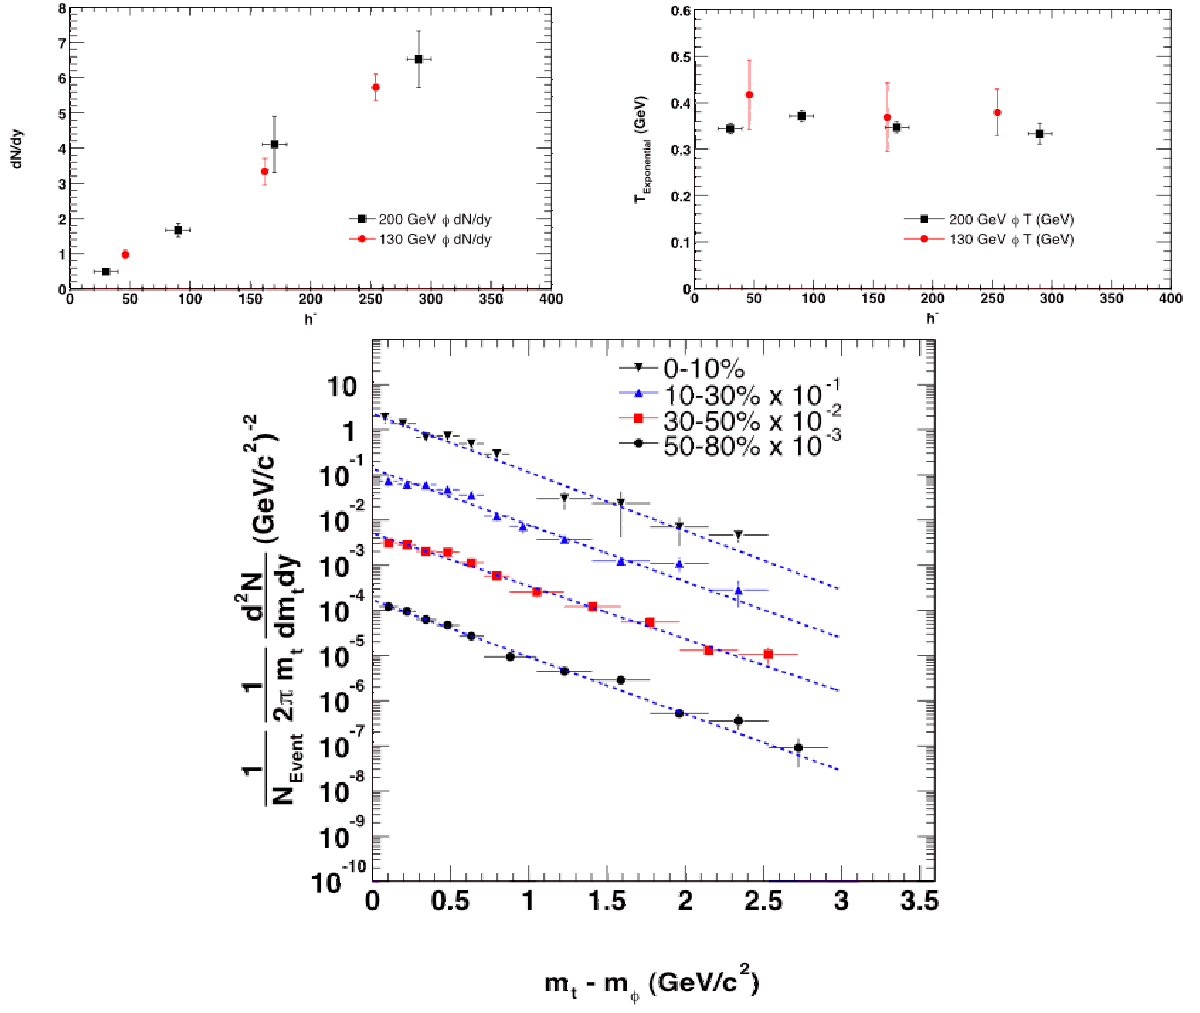 8
7
6
5
4
3
2
1
0
dN/dy
200 GeV ϕ dN/dy
130 GeV ϕ dN/dy
0 50 100 150 200 250 300 350 400
h⁻
0.6
0.5
0.4
0.3
0.2
0.1
0
T_Exponential (GeV)
200 GeV ϕ T (GeV)
130 GeV ϕ T (GeV)
0 50 100 150 200 250 300 350 400
h⁻
0-10%
10-30% x 10⁻¹
30-50% x 10⁻²
50-80% x 10⁻³
10
1
10⁻¹
10⁻²
10⁻³
10⁻⁴
10⁻⁵
10⁻⁶
10⁻⁷
10⁻⁸
10⁻⁹
10⁻¹⁰
1/N_Event 1/2π m_t d²N/dm_t dy (GeV/c²)⁻²
0 0.5 1 1.5 2 2.5 3 3.5
m_t - m_ϕ (GeV/c²)